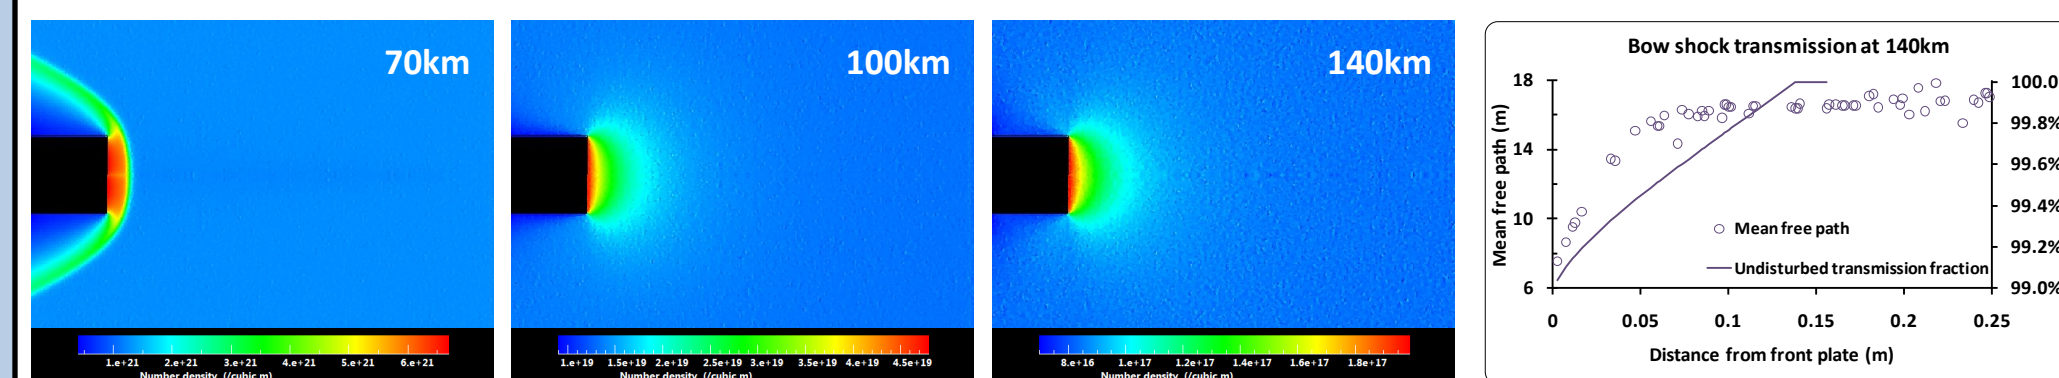 70km
1.e+21 2.e+21 3.e+21 4.e+21 5.e+21 6.e+21
Number density (/cubic m)
100km
1.e+19 1.5e+19 2.e+19 2.5e+19 3.e+19 3.5e+19 4.e+19 4.5e+19
Number density (/cubic m)
140km
8.e+16 1.e+17 1.2e+17 1.4e+17 1.6e+17 1.8e+17
Number density (/cubic m)
Bow shock transmission at 140km
Mean free path (m)
18
14
10
6
100.0
99.8%
99.6%
99.4%
99.2%
99.0%
Mean free path
Undisturbed transmission fraction
0 0.05 0.1 0.15 0.2 0.25
Distance from front plate (m)